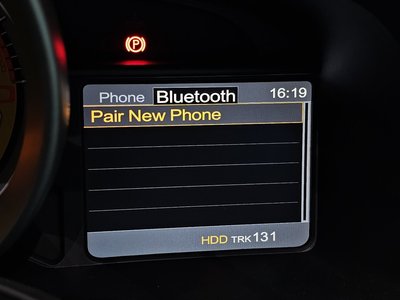 P
Phone Bluetooth 16:19
Pair New Phone
HDD TRK 131